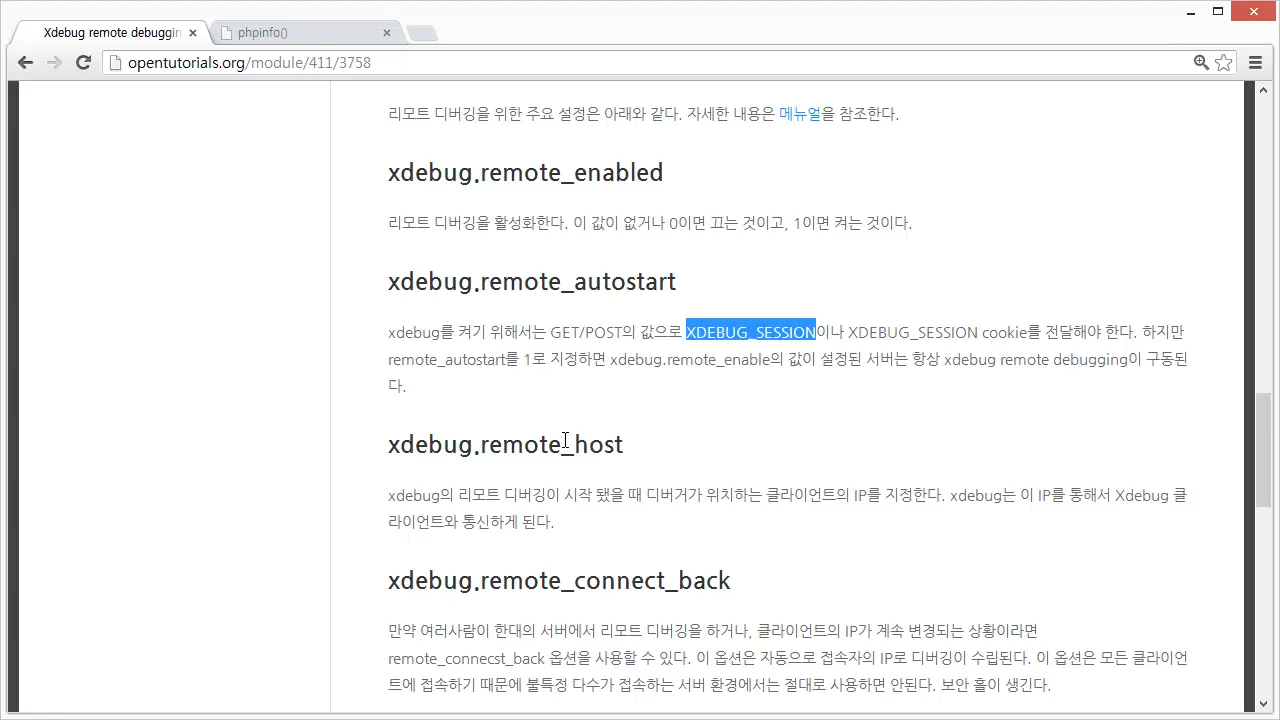 Xdebug remote debuggin
phpinfo()
opentutorials.org/module/411/3758
리모트 디버깅을 위한 주요 설정은 아래와 같다. 자세한 내용은 메뉴얼을 참조한다.
xdebug.remote_enabled
리모트 디버깅을 활성화한다. 이 값이 없거나 0이면 끄는 것이고, 1이면 켜는 것이다.
xdebug.remote_autostart
xdebug를 켜기 위해서는 GET/POST의 값으로 XDEBUG_SESSION이나 XDEBUG_SESSION cookie를 전달해야 한다. 하지만
remote_autostart를 1로 지정하면 xdebug.remote_enable의 값이 설정된 서버는 항상 xdebug remote debugging이 구동된
다.
xdebug.remote_host
xdebug의 리모트 디버깅이 시작 됐을 때 디버거가 위치하는 클라이언트의 IP를 지정한다. xdebug는 이 IP를 통해서 Xdebug 클
라이언트와 통신하게 된다.
xdebug.remote_connect_back
만약 여러사람이 한대의 서버에서 리모트 디버깅을 하거나, 클라이언트의 IP가 계속 변경되는 상황이라면
remote_connecst_back 옵션을 사용할 수 있다. 이 옵션은 자동으로 접속자의 IP로 디버깅이 수립된다. 이 옵션은 모든 클라이언
트에 접속하기 때문에 불특정 다수가 접속하는 서버 환경에서는 절대로 사용하면 안된다. 보안 홀이 생긴다.